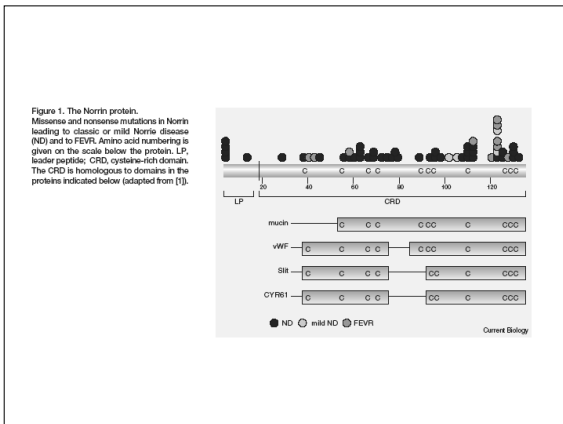 Figure 1. The Norrin protein.
Missense and nonsense mutations in Norrin
leading to classic or mild Norrie disease
(ND) and to FEVR. Amino acid numbering is
given on the scale below the protein. LP,
leader peptide; CRD, cysteine-rich domain.
The CRD is homologous to domains in the
proteins indicated below (adapted from [1]).
C C C C C C C C CCC
20 40 60 80 100 120
LP CRD
mucin C C C C C C C CCC
vWF C C C C C C C C CCC
Slit C C C C CC C CCC
CYR61 C C C C CC C CCC
ND mild ND FEVR
Current Biology